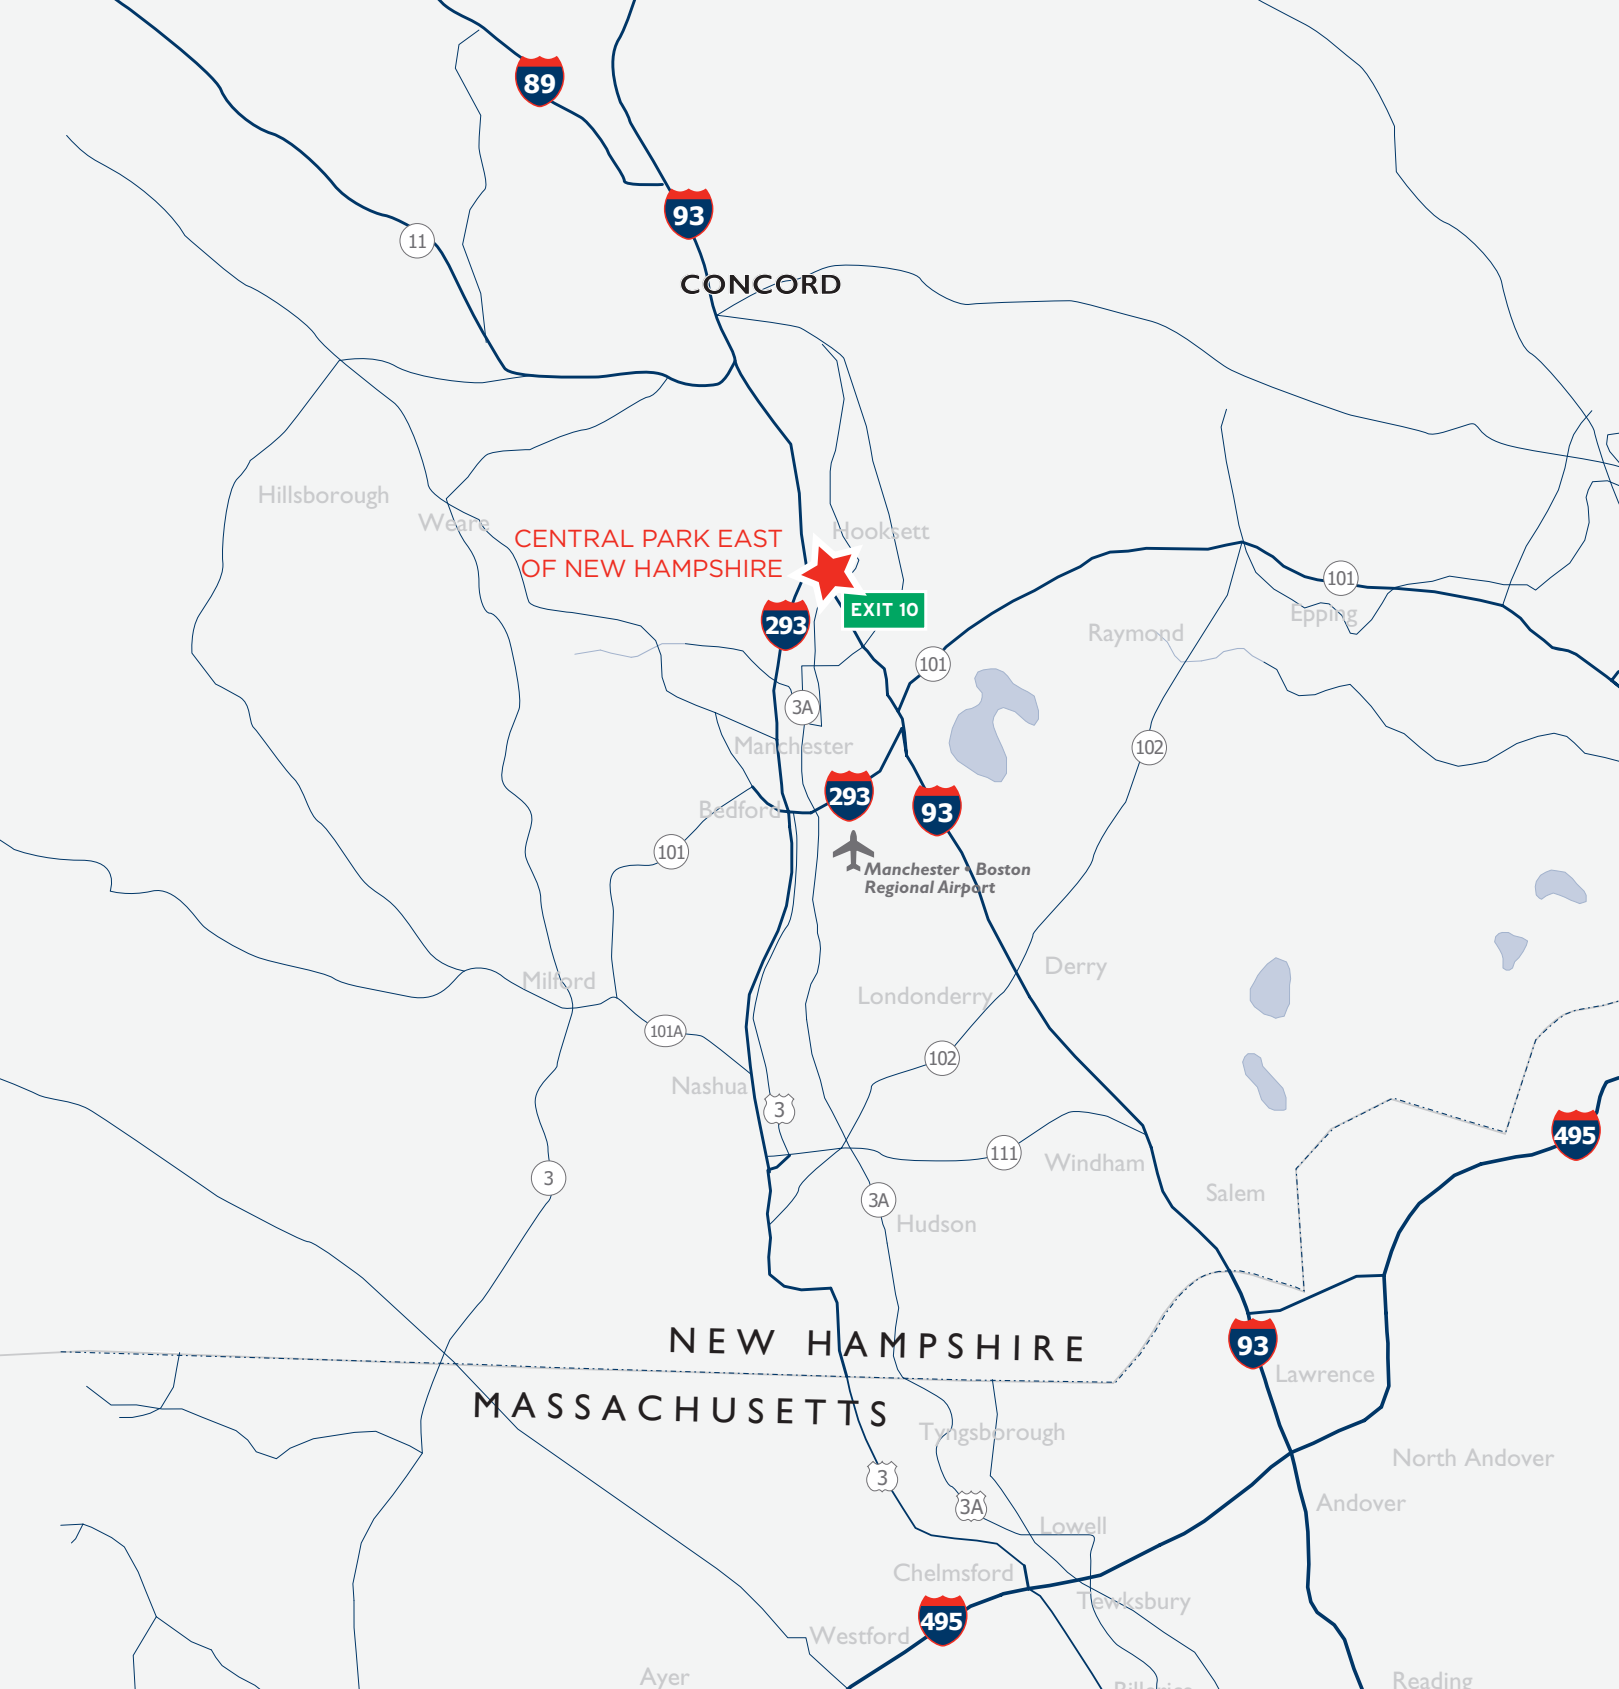 89
93
11
CONCORD
Hillsborough
Weare
CENTRAL PARK EAST
OF NEW HAMPSHIRE
Hooksett
EXIT 10
293
101
Epping
Raymond
101
3A
Manchester
102
293
93
Bedford
101
Manchester • Boston
Regional Airport
Derry
Milford
Londonderry
101A
102
Nashua
3
495
111
Windham
3
Salem
3A
Hudson
NEW HAMPSHIRE
93
Lawrence
MASSACHUSETTS
Tyngsborough
North Andover
3
Andover
3A
Lowell
Chelmsford
Tewksbury
495
Westford
Ayer
Reading
Billerica